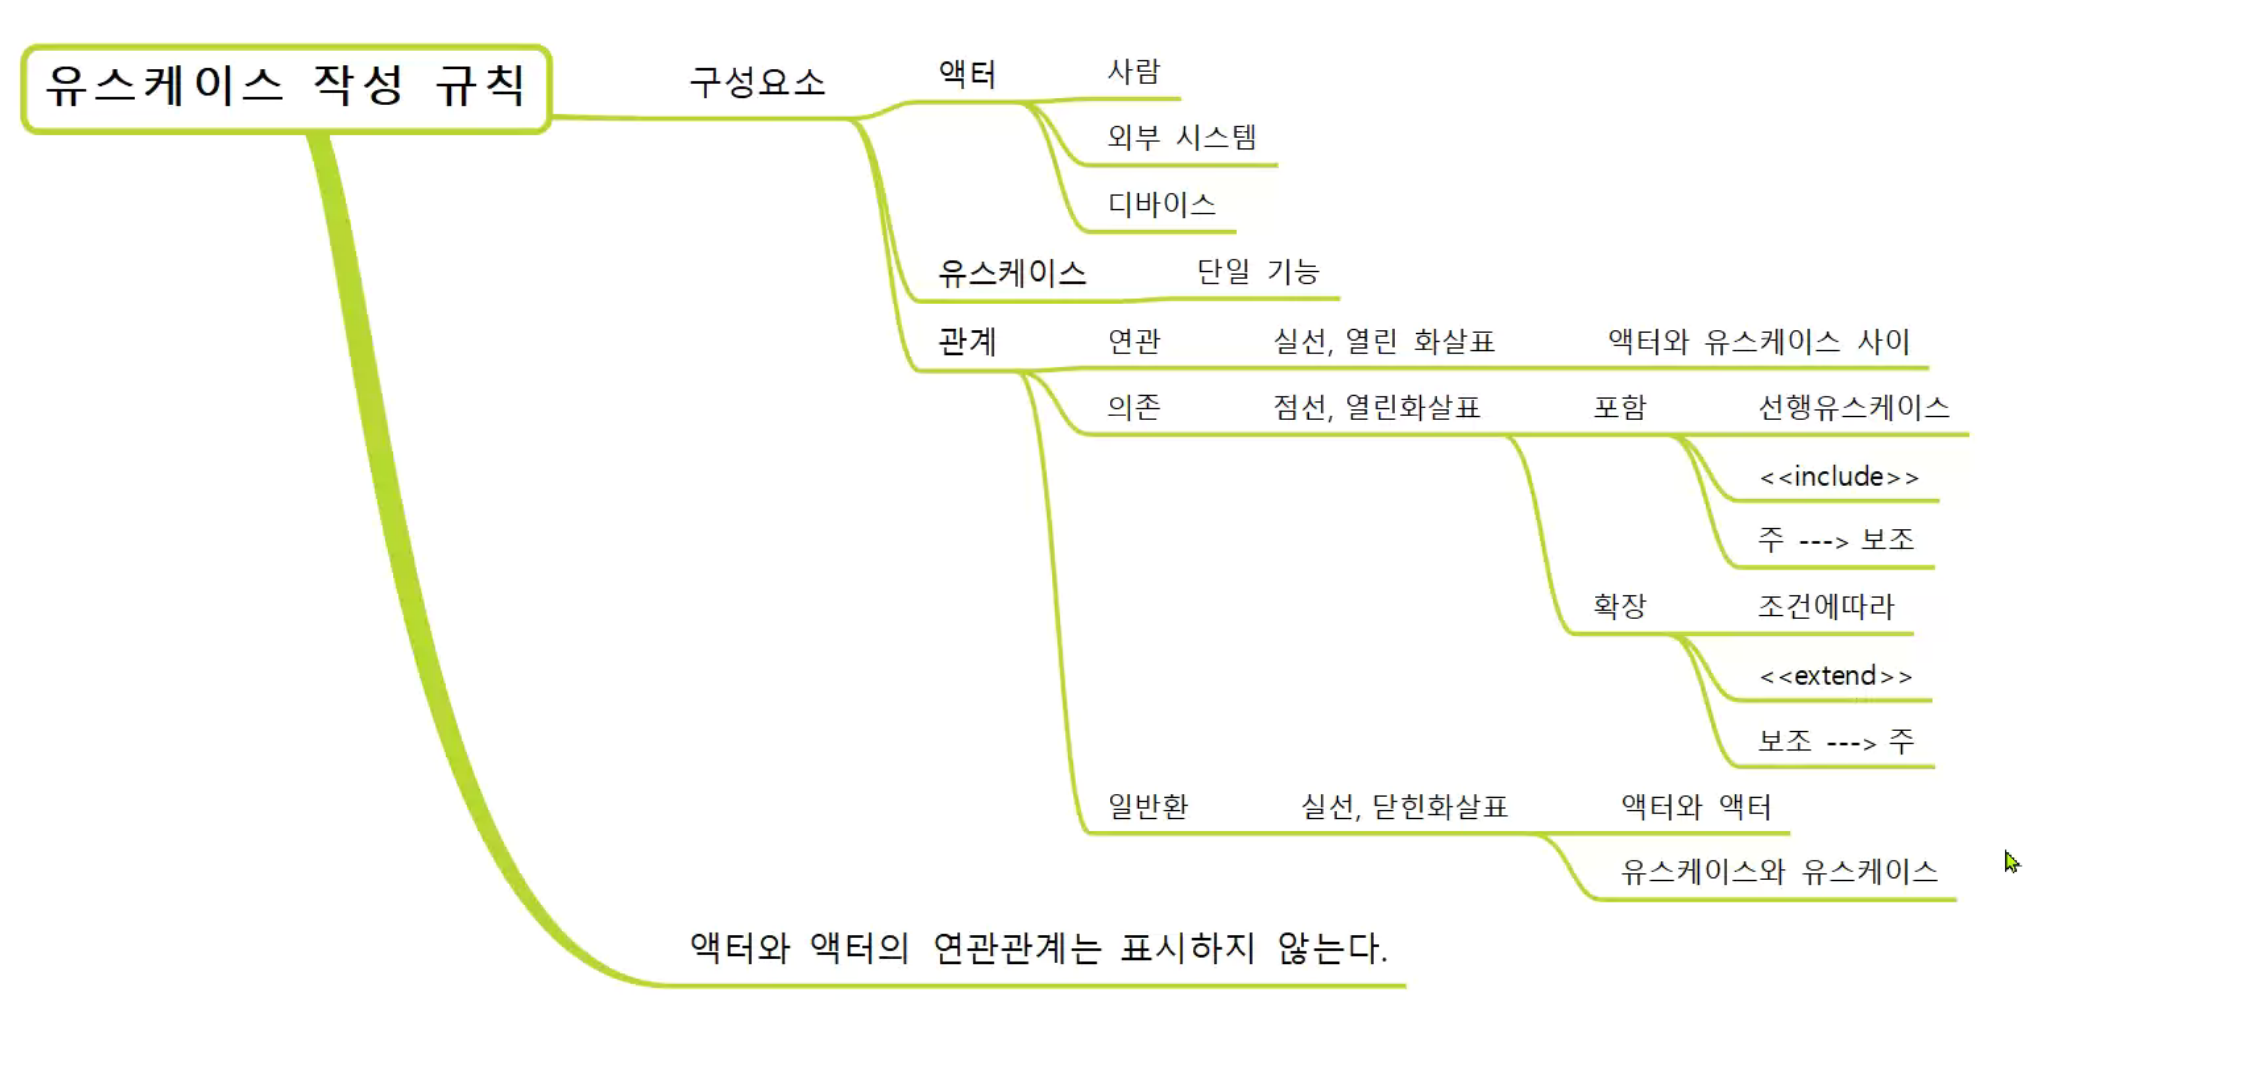 유스케이스 작성 규칙
구성요소
액터
사람
외부 시스템
디바이스
유스케이스
단일 기능
관계
연관
실선, 열린 화살표
액터와 유스케이스 사이
의존
점선, 열린화살표
포함
선행유스케이스
<<include>>
주 ---> 보조
확장
조건에따라
<<extend>>
보조 ---> 주
일반환
실선, 닫힌화살표
액터와 액터
유스케이스와 유스케이스
액터와 액터의 연관관계는 표시하지 않는다.